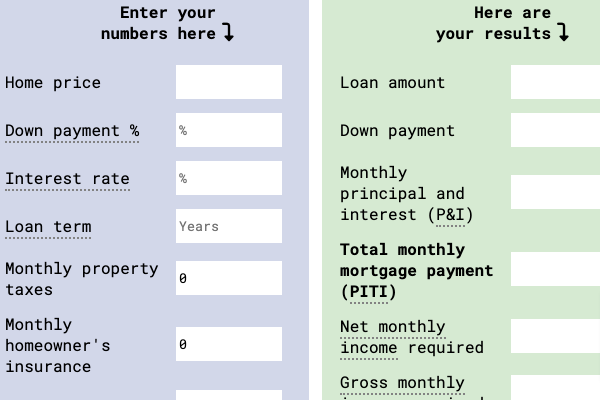 Enter your
numbers here ⤵
Home price
Down payment %
%
Interest rate
%
Loan term
Years
Monthly property
taxes
0
Monthly
homeowner's
insurance
0
Here are
your results ⤵
Loan amount
Down payment
Monthly
principal and
interest (P&I)
Total monthly
mortgage payment
(PITI)
Net monthly
income required
Gross monthly